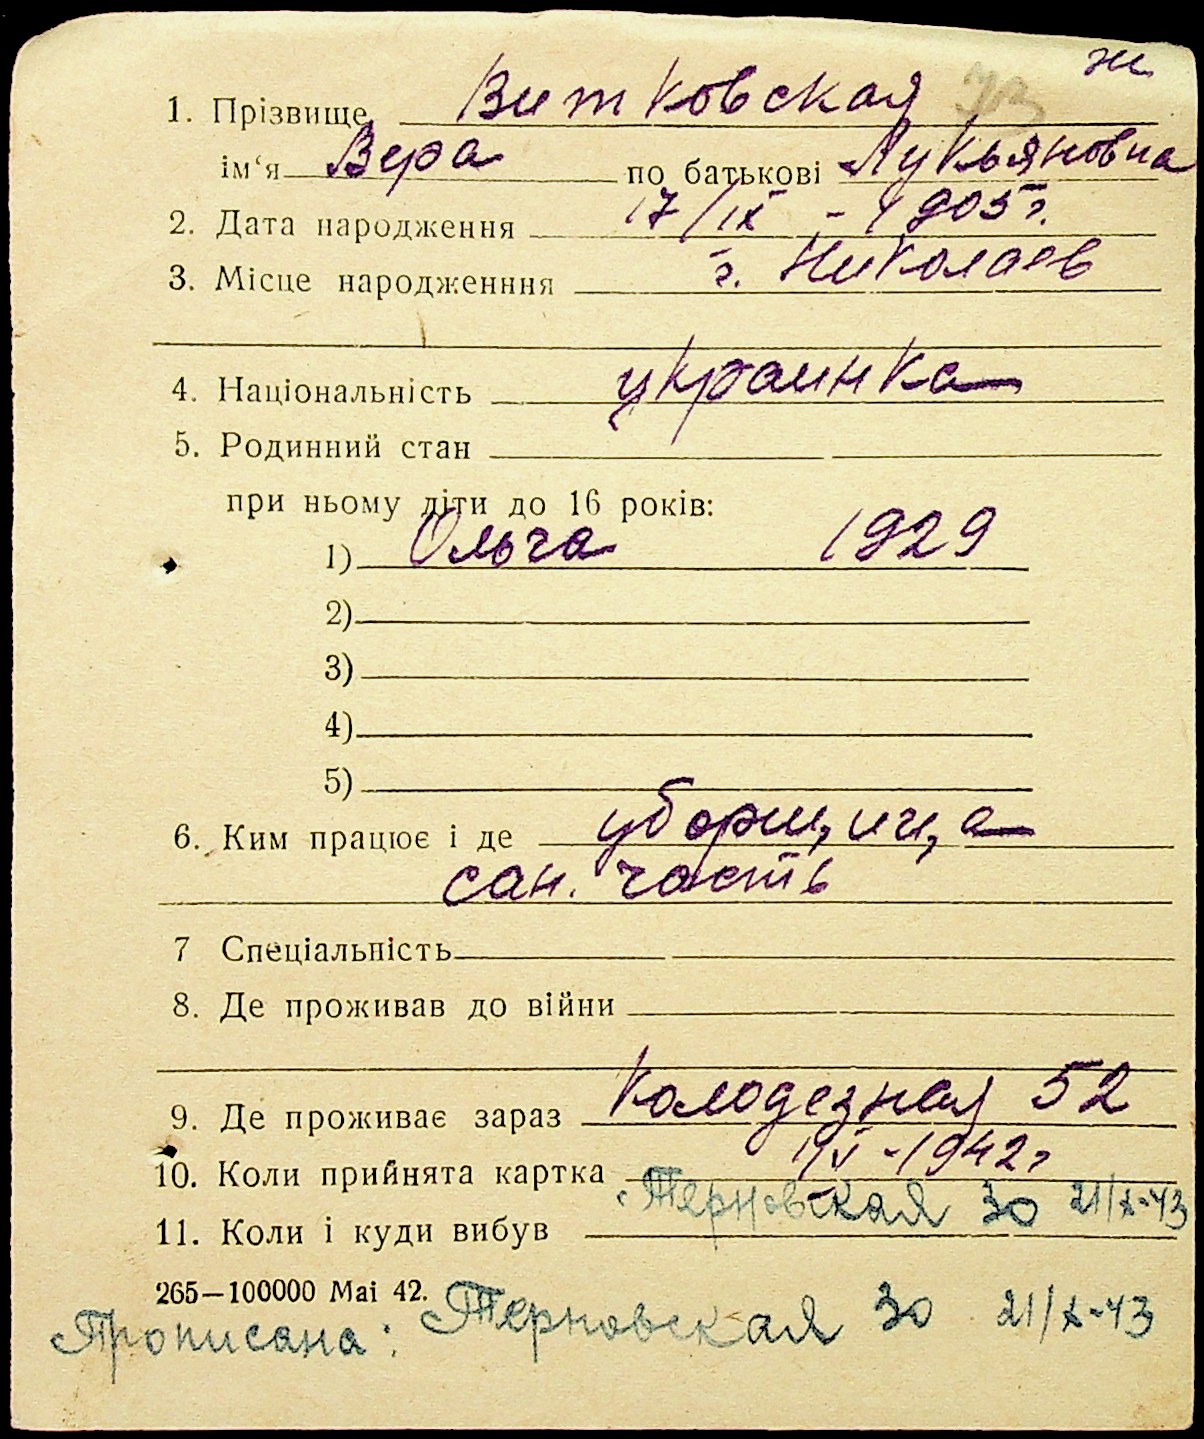 ж
1. Прізвище Витковская
ім‘я Вера по батькові Лукьяновна
2. Дата народження 17/IX - 1905 г.
3. Місце народженння г. Николаев
4. Національність украинка
5. Родинний стан
при ньому діти до 16 років:
1) Ольга 1929
2)
3)
4)
5)
6. Ким працює і де уборщица
сан. часть
7 Спеціальність
8. Де проживав до війни
9. Де проживає зараз Колодезная 52
10. Коли прийнята картка -1942 г
Терновская 30 21/X-43
11. Коли і куди вибув
265—100000 Mai 42.
Прописана: Терновская 30 21/X-43